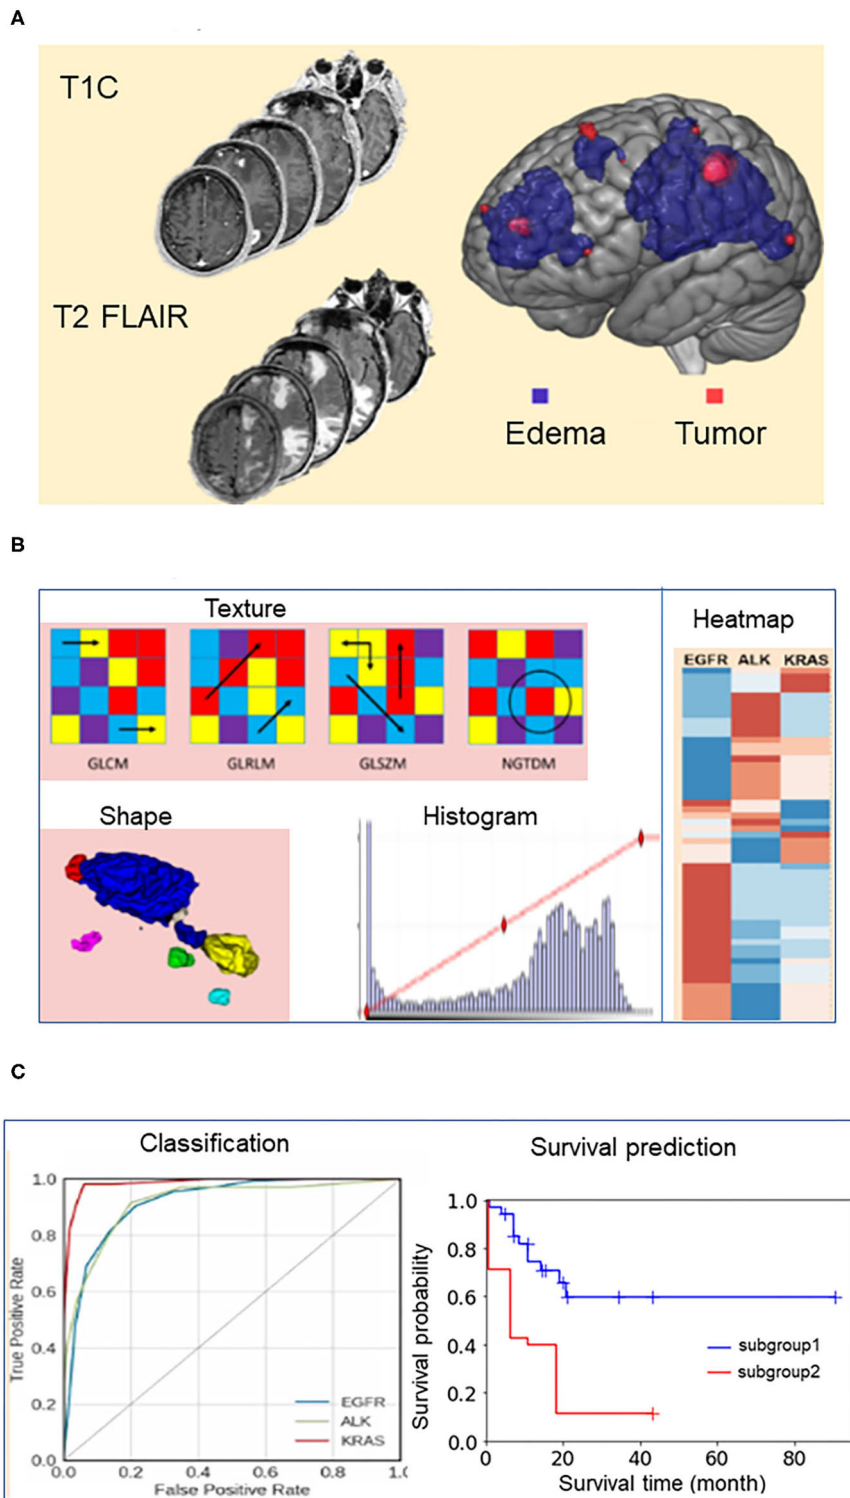 A
T1C
T2 FLAIR
Edema Tumor
B
Texture
GLCM GLRLM GLSZM NGTDM
Shape
Histogram
Heatmap
EGFR ALK KRAS
C
Classification
True Positive Rate
1.0
0.8
0.6
0.4
0.2
0.0
0.0 0.2 0.4 0.6 0.8 1.0
False Positive Rate
EGFR
ALK
KRAS
Survival prediction
Survival probability
1.0
0.8
0.6
0.4
0.2
0.0
0 20 40 60 80
Survival time (month)
subgroup1
subgroup2